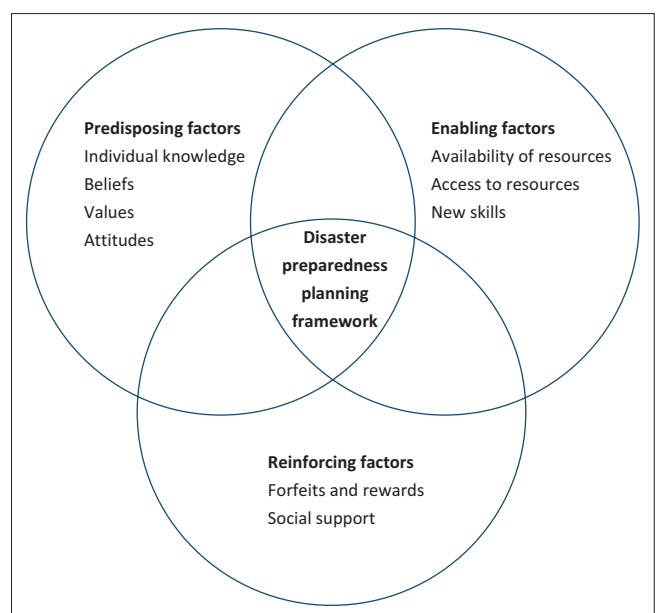 Predisposing factors
Individual knowledge
Beliefs
Values
Attitudes
Enabling factors
Availability of resources
Access to resources
New skills
Disaster
preparedness
planning
framework
Reinforcing factors
Forfeits and rewards
Social support